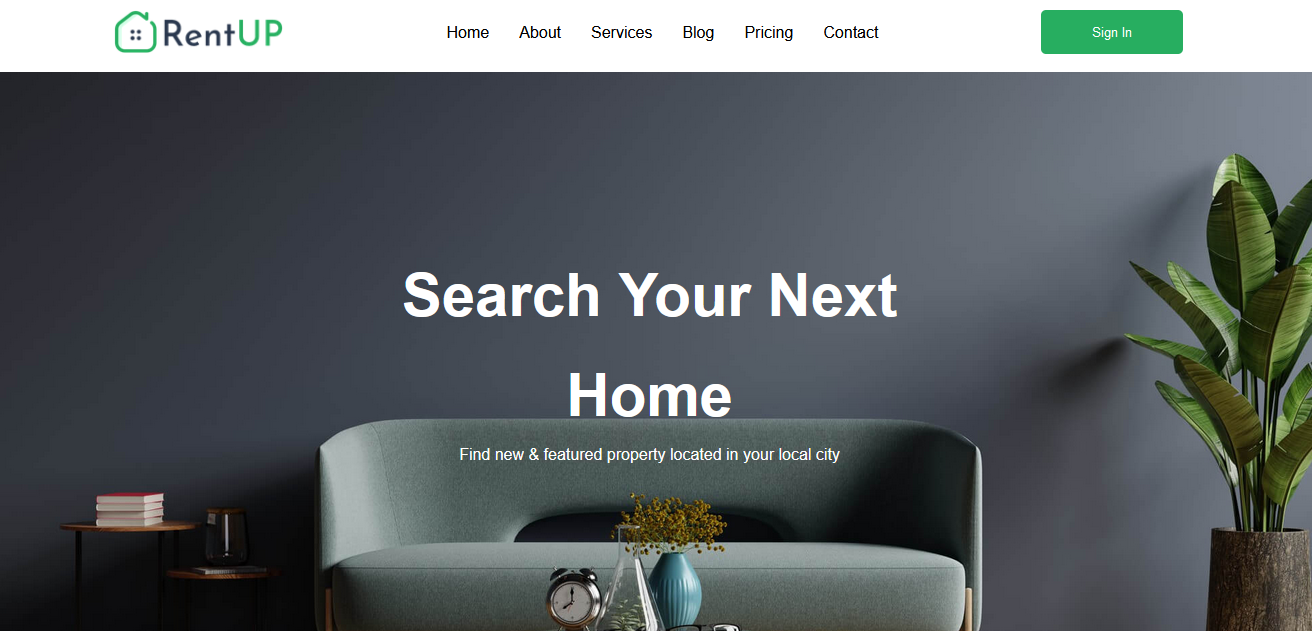 RentUP
Home About Services Blog Pricing Contact
Sign In
Search Your Next
Home
Find new & featured property located in your local city